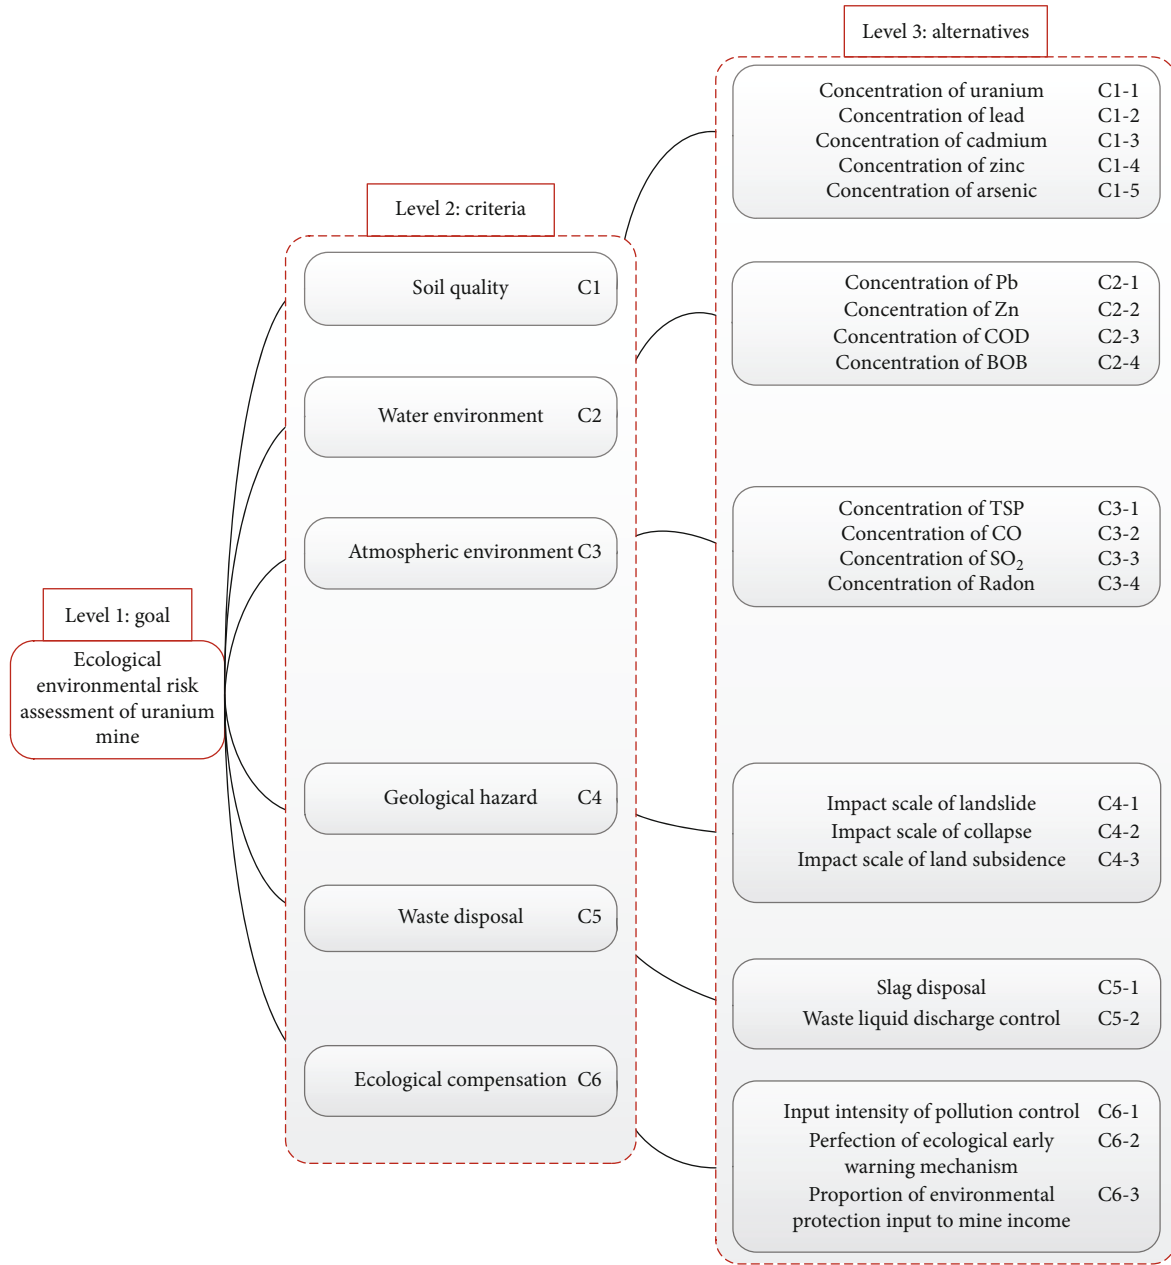 Level 1: goal
Ecological
environmental risk
assessment of uranium
mine
Level 2: criteria
Soil quality C1
Water environment C2
Atmospheric environment C3
Geological hazard C4
Waste disposal C5
Ecological compensation C6
Level 3: alternatives
Concentration of uranium C1-1
Concentration of lead C1-2
Concentration of cadmium C1-3
Concentration of zinc C1-4
Concentration of arsenic C1-5
Concentration of Pb C2-1
Concentration of Zn C2-2
Concentration of COD C2-3
Concentration of BOB C2-4
Concentration of TSP C3-1
Concentration of CO C3-2
Concentration of SO₂ C3-3
Concentration of Radon C3-4
Impact scale of landslide C4-1
Impact scale of collapse C4-2
Impact scale of land subsidence C4-3
Slag disposal C5-1
Waste liquid discharge control C5-2
Input intensity of pollution control C6-1
Perfection of ecological early C6-2
warning mechanism
Proportion of environmental C6-3
protection input to mine income